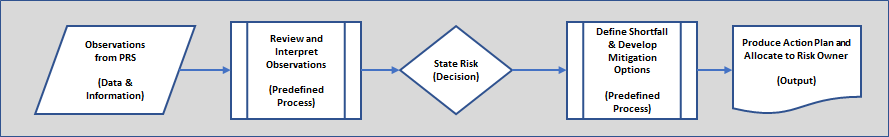 Observations
from PRS
(Data &
Information)
Review and
Interpret
Observations
(Predefined
Process)
State Risk
(Decision)
Define Shortfall
& Develop
Mitigation
Options
(Predefined
Process)
Produce Action Plan and
Allocate to Risk Owner
(Output)